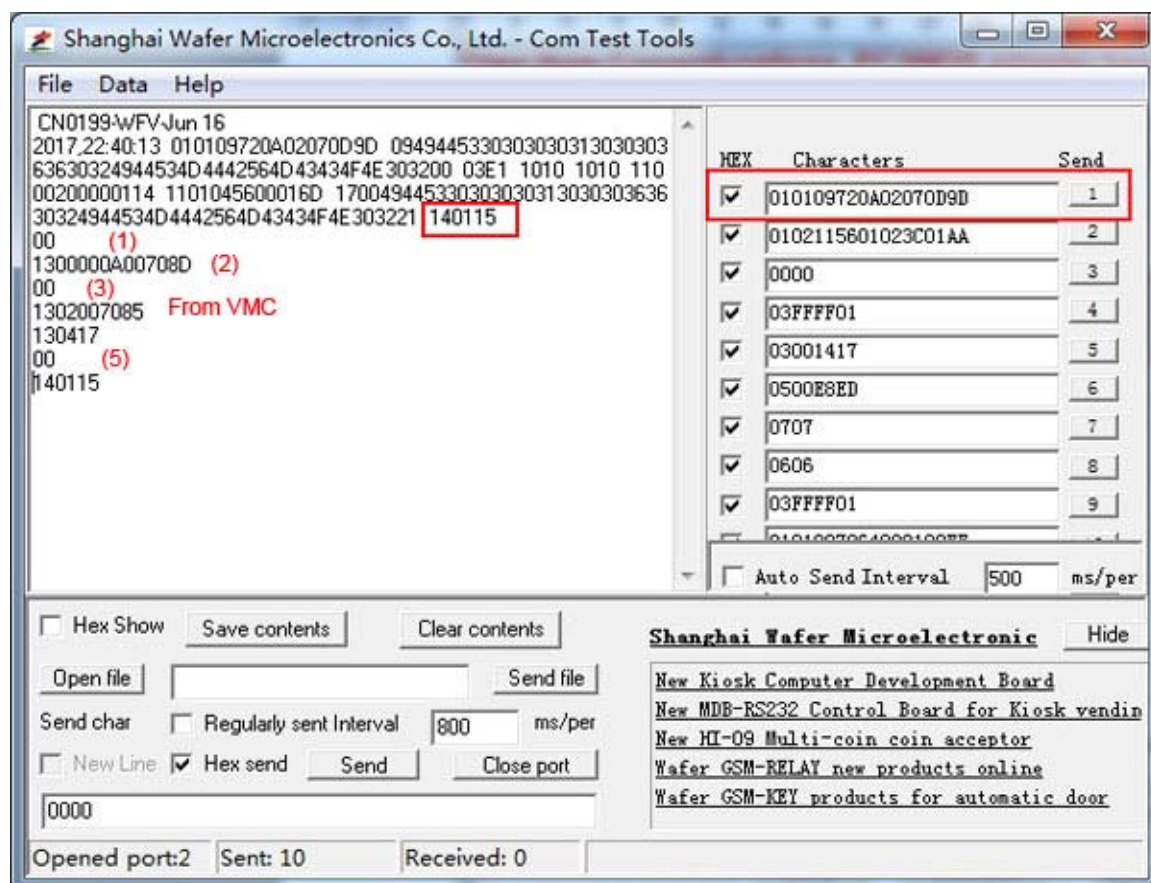 Shanghai Wafer Microelectronics Co., Ltd. - Com Test Tools
File Data Help
CN0199-WFV-Jun 16
2017,22:40:13 010109720A02070D9D 0949445330303030313030303
63630324944534D4442564D43434F4E303200 03E1 1010 1010 110
00200000114 1101045600016D 1700494453303030303130303036 36
30324944534D4442564D43434F4E303221 140115
00 (1)
1300000A00708D (2)
00 (3)
1302007085 From VMC
130417
00 (5)
140115
HEX Characters Send
010109720A02070D9D 1
0102115601023C01AA 2
0000 3
03FFFF01 4
03001417 5
0500E8ED 6
0707 7
0606 8
03FFFF01 9
Auto Send Interval 500 ms/per
Hex Show Save contents Clear contents
Shanghai Wafer Microelectronic Hide
Open file Send file
Send char Regularly sent Interval 800 ms/per
New Line Hex send Send Close port
0000
New Kiosk Computer Development Board
New MDB-RS232 Control Board for Kiosk vendin
New HI-09 Multi-coin coin acceptor
Wafer GSM-RELAY new products online
Wafer GSM-KEY products for automatic door
Opened port:2 Sent: 10 Received: 0